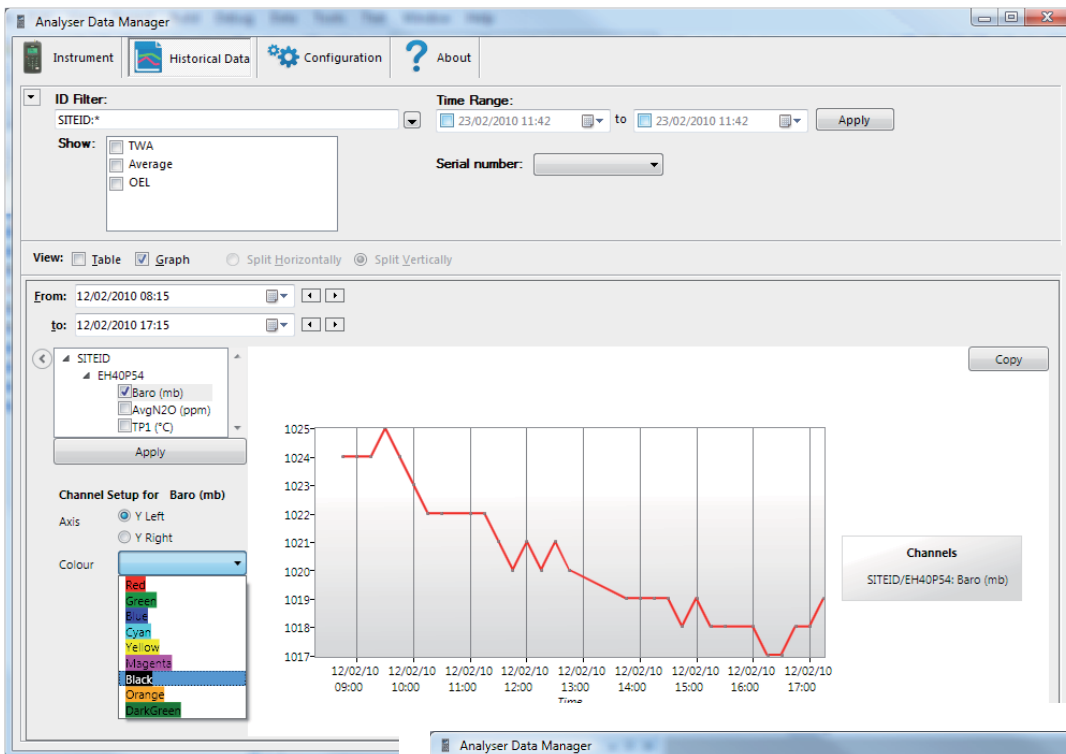 Analyser Data Manager
Instrument Historical Data Configuration About
ID Filter: Time Range:
SITEID:* 23/02/2010 11:42 to 23/02/2010 11:42 Apply
Show: TWA
Average
OEL
Serial number:
View: Table Graph Split Horizontally Split Vertically
From: 12/02/2010 08:15
to: 12/02/2010 17:15
SITEID
EH40P54
Baro (mb)
AvgN2O (ppm)
TP1 (°C)
Apply
Copy
Channel Setup for Baro (mb)
Axis Y Left
Y Right
Colour
Red
Green
Blue
Cyan
Yellow
Magenta
Black
Orange
DarkGreen
1025
1024
1023
1022
1021
1020
1019
1018
1017
12/02/10 12/02/10 12/02/10 12/02/10 12/02/10 12/02/10 12/02/10 12/02/10 12/02/10
09:00 10:00 11:00 12:00 13:00 14:00 15:00 16:00 17:00
Time
Channels
SITEID/EH40P54: Baro (mb)
Analyser Data Manager